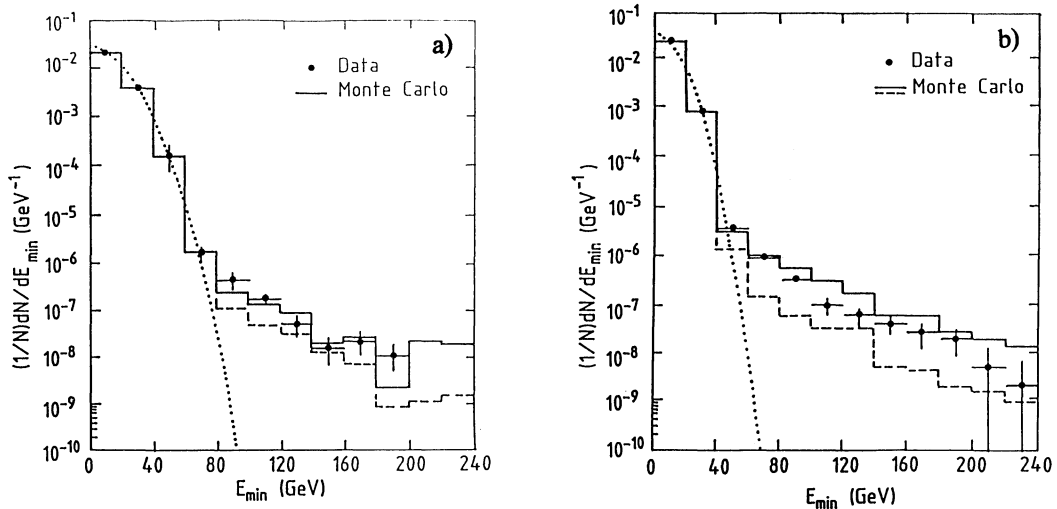 a)
Data
Monte Carlo
(1/N)dN/dE_min (GeV⁻¹)
10⁻¹
10⁻²
10⁻³
10⁻⁴
10⁻⁵
10⁻⁶
10⁻⁷
10⁻⁸
10⁻⁹
10⁻¹⁰
0 40 80 120 160 200 240
E_min (GeV)
b)
Data
Monte Carlo
(1/N)dN/dE_min (GeV⁻¹)
10⁻¹
10⁻²
10⁻³
10⁻⁴
10⁻⁵
10⁻⁶
10⁻⁷
10⁻⁸
10⁻⁹
10⁻¹⁰
0 40 80 120 160 200 240
E_min (GeV)